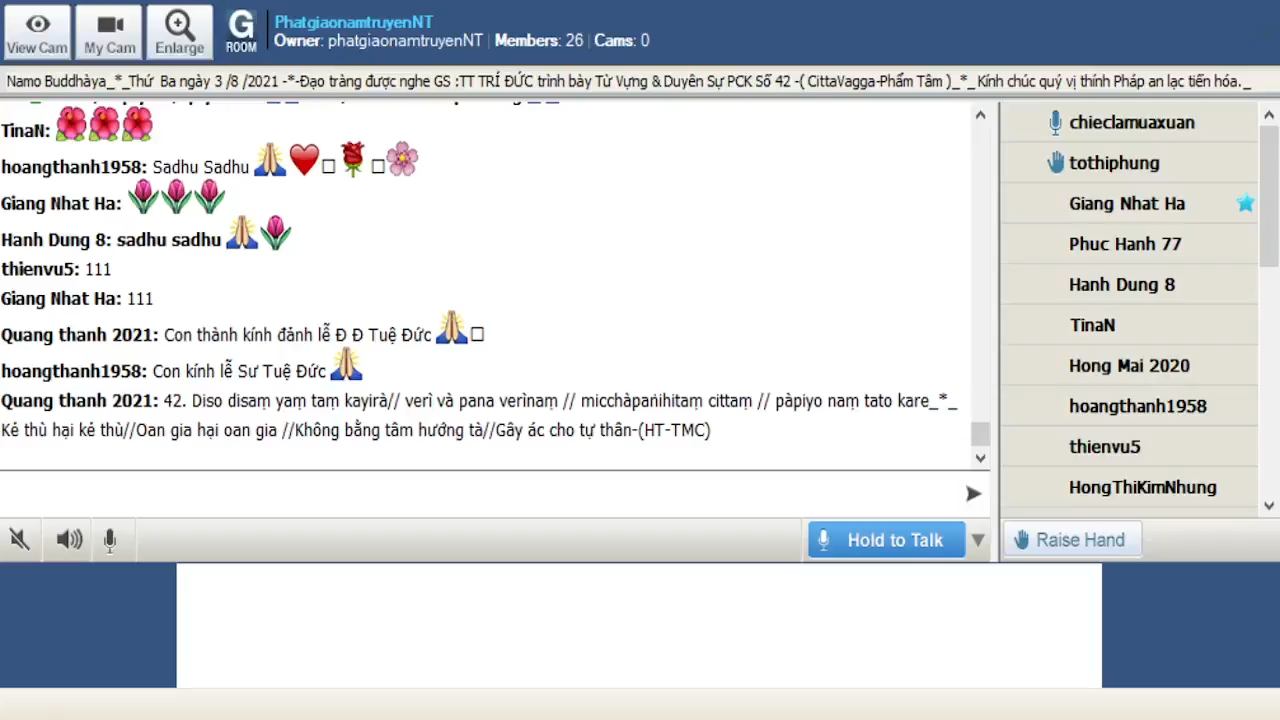 View Cam
My Cam
Enlarge
G
ROOM
PhatgiaonamtruyenNT
Owner: phatgiaonamtruyenNT | Members: 26 | Cams: 0
Namo Buddhàya_*_Thứ Ba ngày 3 /8 /2021 -*-Đạo tràng được nghe GS :TT TRÍ ĐỨC trình bày Từ Vựng & Duyên Sự PCK Số 42 -( CittaVagga-Phẩm Tâm )_*_Kính chúc quý vị thính Pháp an lạc tiến hóa._
TinaN:
hoangthanh1958: Sadhu Sadhu
Giang Nhat Ha:
Hanh Dung 8: sadhu sadhu
thienvu5: 111
Giang Nhat Ha: 111
Quang thanh 2021: Con thành kính đảnh lễ Đ Đ Tuệ Đức
hoangthanh1958: Con kính lễ Sư Tuệ Đức
Quang thanh 2021: 42. Diso disaṃ yaṃ taṃ kayirà// verì và pana verinaṃ // micchàpaṅihitaṃ cittaṃ // pàpiyo naṃ tato kare_*_
Kẻ thù hại kẻ thù//Oan gia hại oan gia //Không bằng tâm hướng tà//Gây ác cho tự thân-(HT-TMC)
chieclamuaxuan
tothiphung
Giang Nhat Ha
Phuc Hanh 77
Hanh Dung 8
TinaN
Hong Mai 2020
hoangthanh1958
thienvu5
HongThiKimNhung
Hold to Talk
Raise Hand